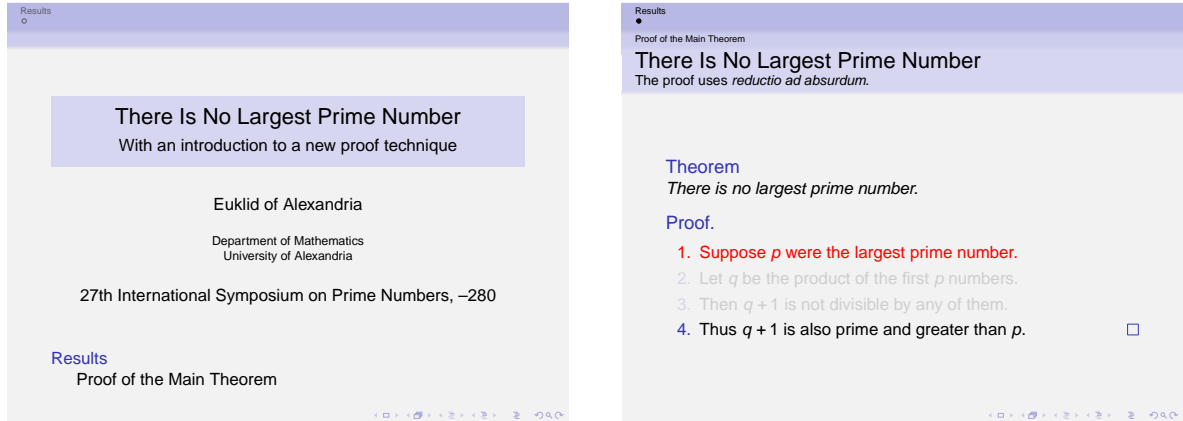 Results
There Is No Largest Prime Number
With an introduction to a new proof technique
Euklid of Alexandria
Department of Mathematics
University of Alexandria
27th International Symposium on Prime Numbers, –280
Results
Proof of the Main Theorem
Results
Proof of the Main Theorem
There Is No Largest Prime Number
The proof uses reductio ad absurdum.
Theorem
There is no largest prime number.
Proof.
1. Suppose p were the largest prime number.
2. Let q be the product of the first p numbers.
3. Then q + 1 is not divisible by any of them.
4. Thus q + 1 is also prime and greater than p.